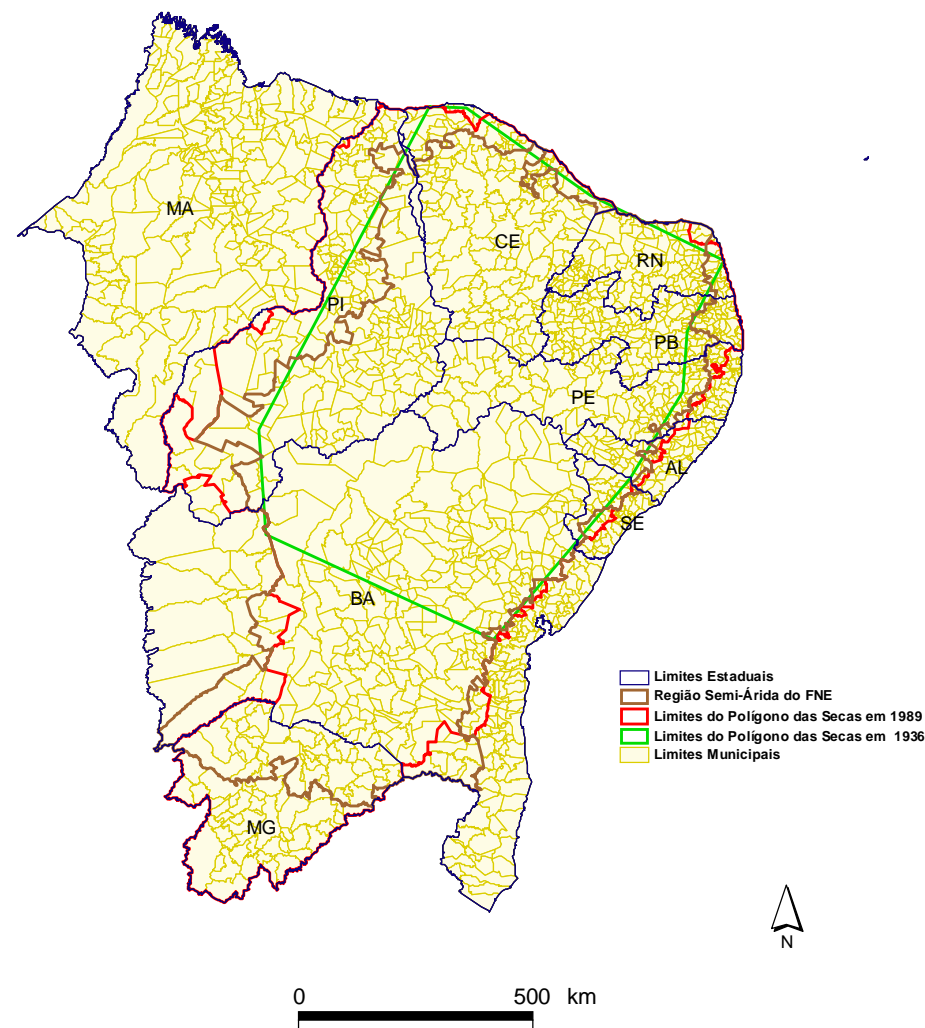 MA
CE
RN
PI
PB
PE
AL
SE
BA
MG
Limites Estaduais
Região Semi-Árida do FNE
Limites do Polígono das Secas em 1989
Limites do Polígono das Secas em 1936
Limites Municipais
N
0 500 km